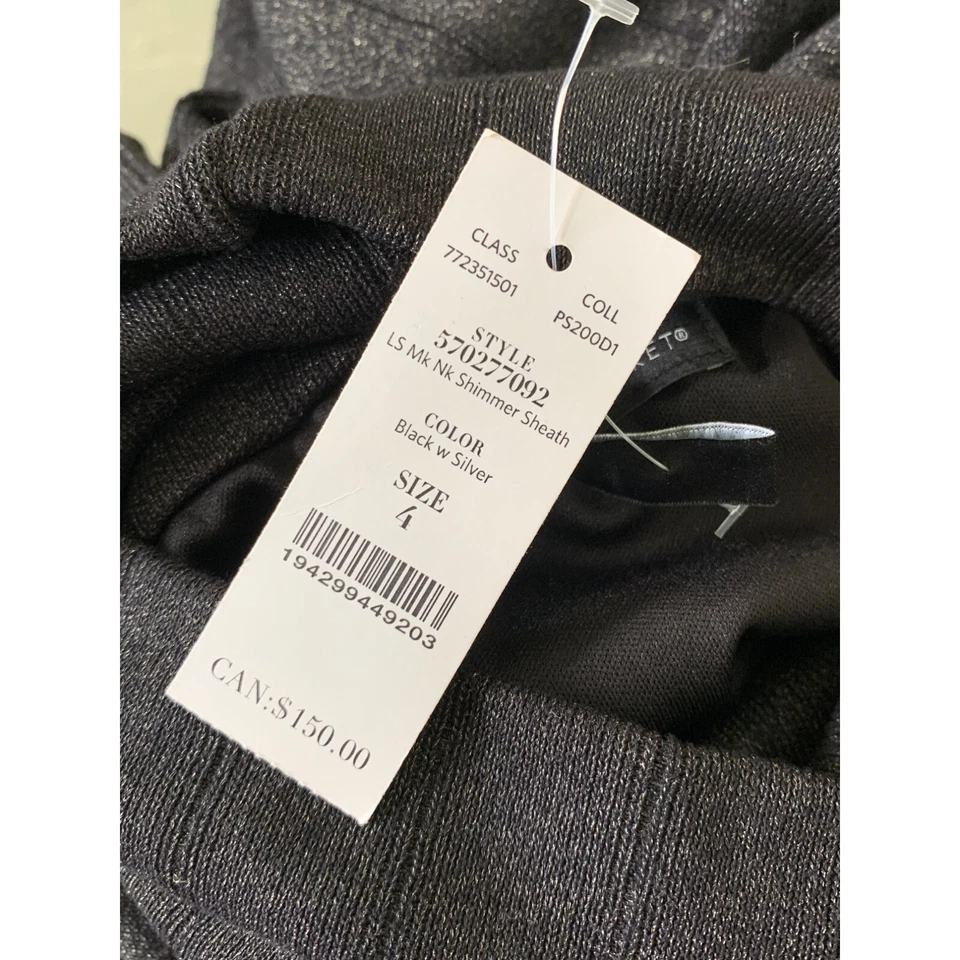 CLASS
772351501
COLL
PS200D1
STYLE
570277092
LS Mk Nk Shimmer Sheath
COLOR
Black w Silver
SIZE
4
194299449203
CAN:$150.00